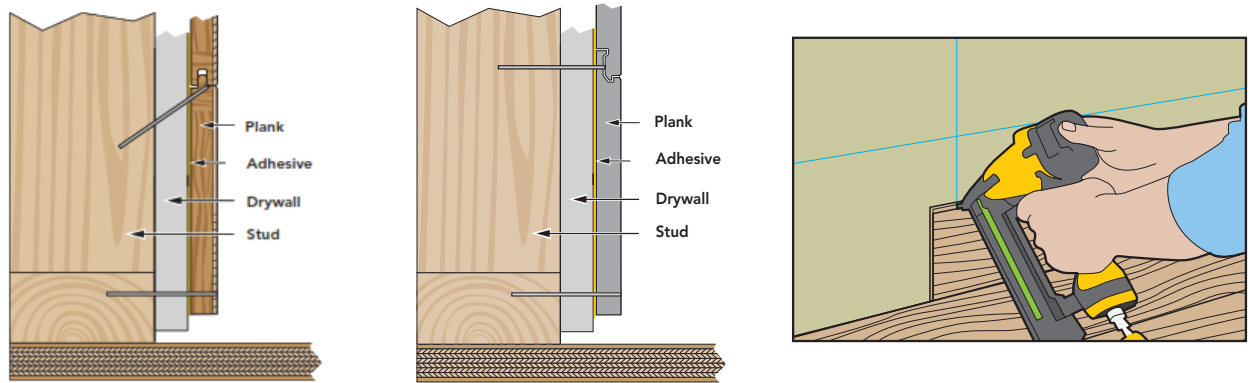 Plank
Adhesive
Drywall
Stud
Plank
Adhesive
Drywall
Stud